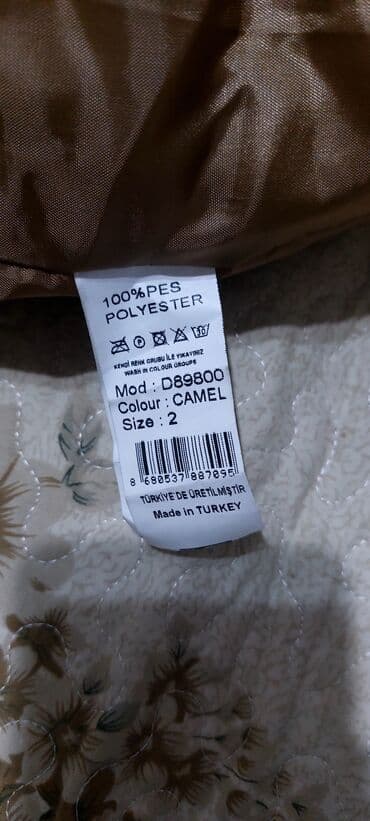 100%PES
POLYESTER
KENDİ RENK GRUBU İLE YIKAYINIZ
WASH IN COLOUR GROUPS
Mod : D89800
Colour : CAMEL
Size : 2
8 680537 887095
TÜRKİYE'DE ÜRETİLMİŞTİR
Made in TURKEY